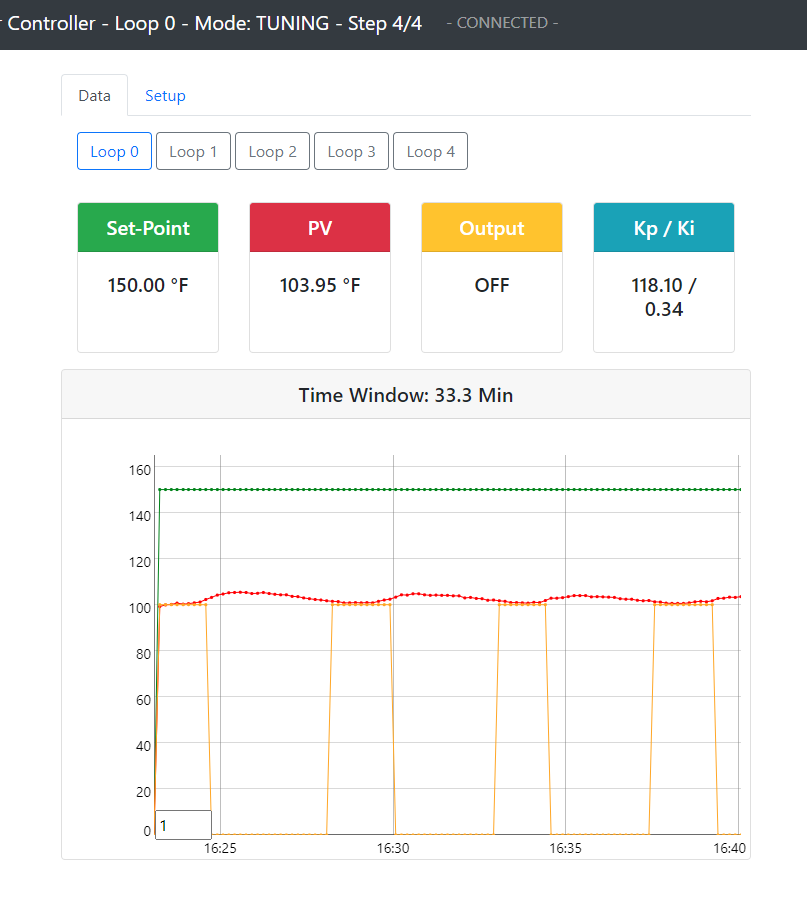 Controller - Loop 0 - Mode: TUNING - Step 4/4 - CONNECTED -
Data Setup
Loop 0 Loop 1 Loop 2 Loop 3 Loop 4
Set-Point PV Output Kp / Ki
150.00 °F 103.95 °F OFF 118.10 /
0.34
Time Window: 33.3 Min
160
140
120
100
80
60
40
20
0
1
16:25 16:30 16:35 16:40